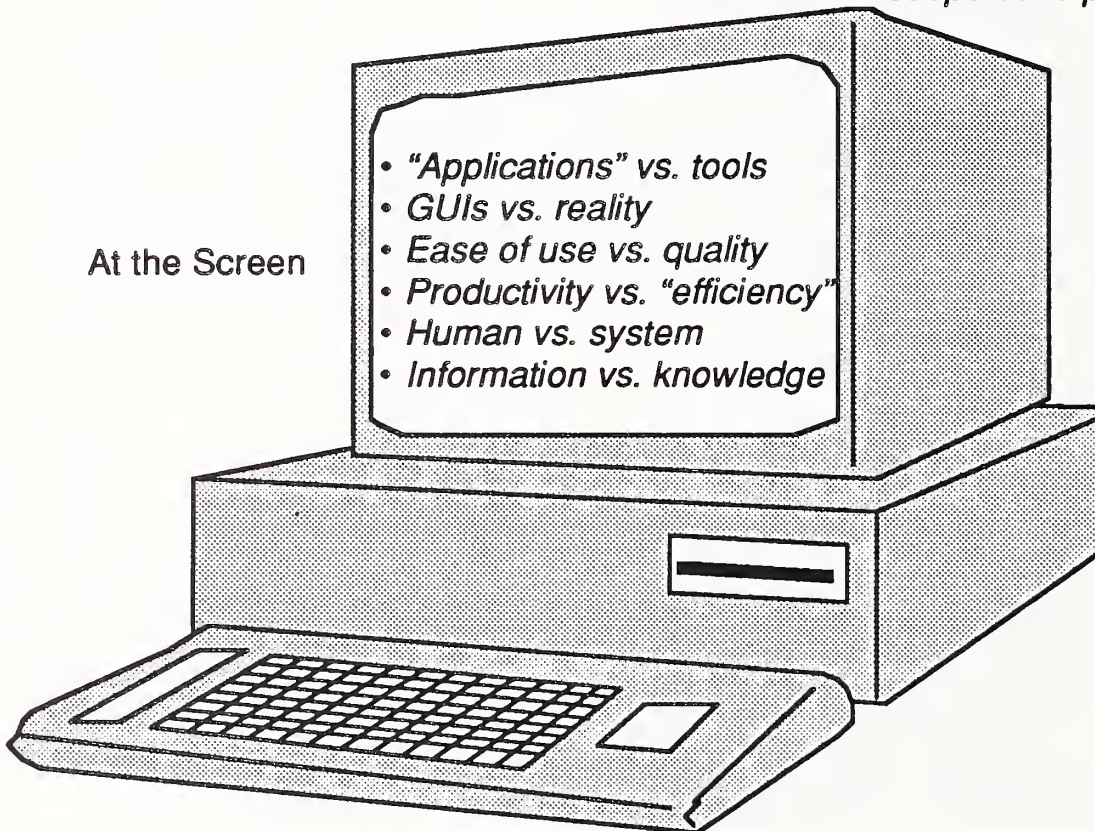 • "Applications" vs. tools
• GUIs vs. reality
• Ease of use vs. quality
At the Screen
• Productivity vs. "efficiency"
• Human vs. system
• Information vs. knowledge